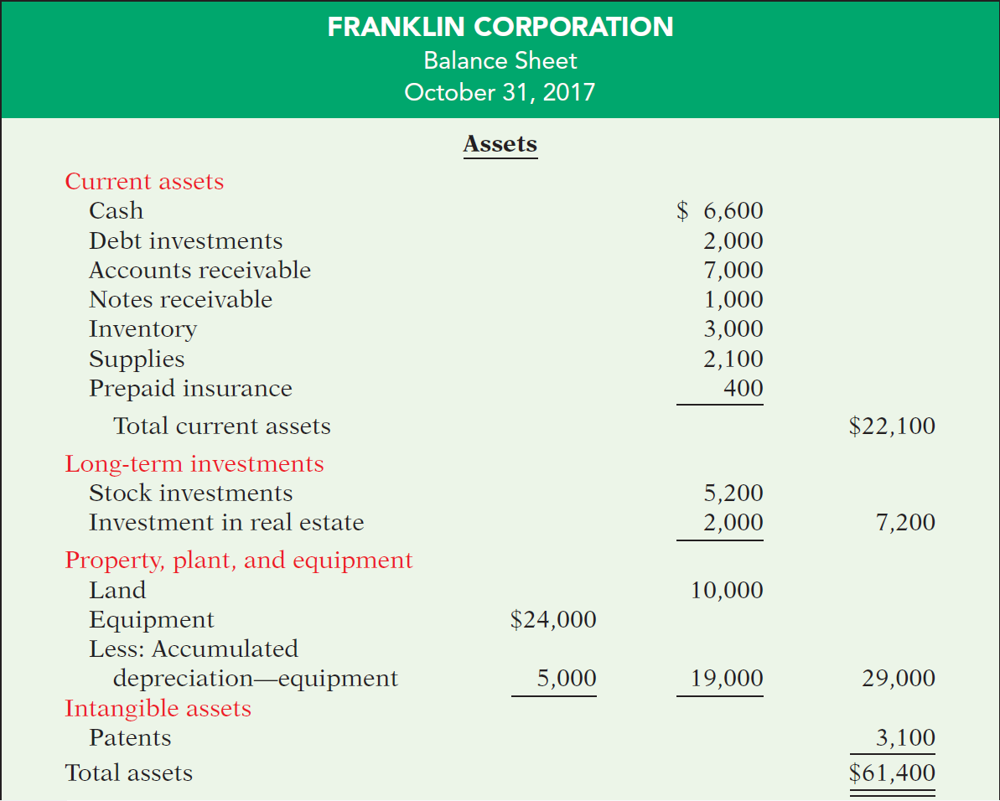 FRANKLIN CORPORATION
Balance Sheet
October 31, 2017
Assets
Current assets
Cash $ 6,600
Debt investments 2,000
Accounts receivable 7,000
Notes receivable 1,000
Inventory 3,000
Supplies 2,100
Prepaid insurance 400
Total current assets $22,100
Long-term investments
Stock investments 5,200
Investment in real estate 2,000 7,200
Property, plant, and equipment
Land 10,000
Equipment $24,000
Less: Accumulated
depreciation—equipment 5,000 19,000 29,000
Intangible assets
Patents 3,100
Total assets $61,400